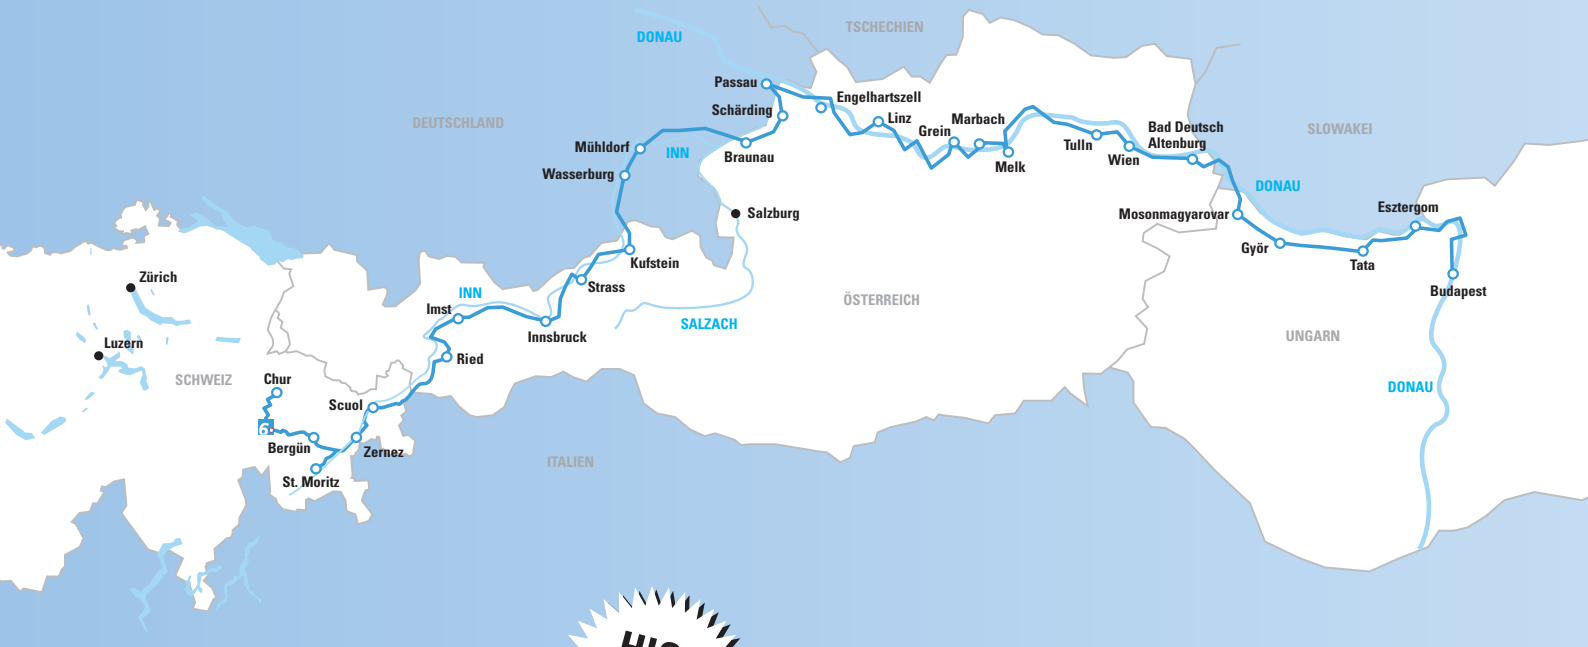 TSCHECHIEN
DONAU
Passau
Engelhartszell
Schärding
Linz
Marbach
Grein
DEUTSCHLAND
Bad Deutsch
Altenburg
SLOWAKEI
Mühldorf
INN
Braunau
Tulln
Wien
Melk
Wasserburg
DONAU
Salzburg
Mosonmagyarovar
Esztergom
Györ
Tata
Kufstein
Zürich
Strass
Budapest
INN
Imst
ÖSTERREICH
SALZACH
Innsbruck
UNGARN
Luzern
Ried
SCHWEIZ
Chur
DONAU
Scuol
6
Bergün
Zernez
ITALIEN
St. Moritz